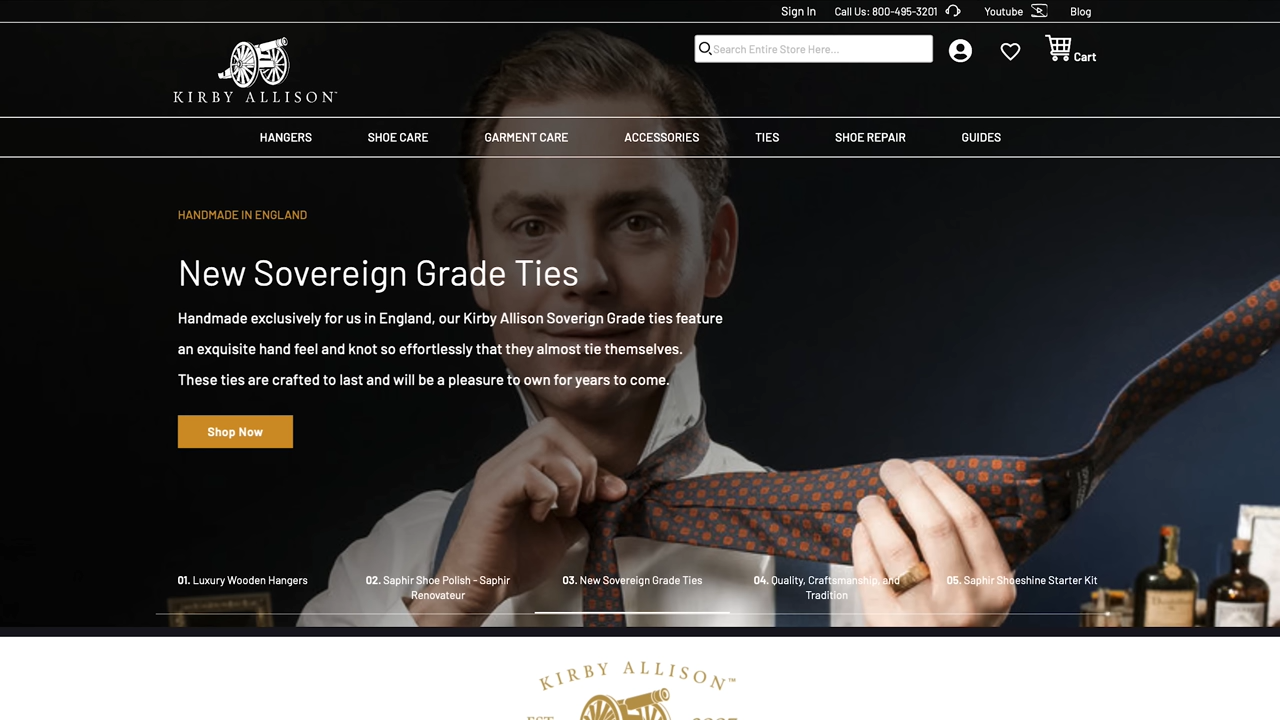 Sign In
Call Us: 800-495-3201
Youtube
Blog
KIRBY ALLISON™
Search Entire Store Here...
Cart
HANGERS
SHOE CARE
GARMENT CARE
ACCESSORIES
TIES
SHOE REPAIR
GUIDES
HANDMADE IN ENGLAND
New Sovereign Grade Ties
Handmade exclusively for us in England, our Kirby Allison Soverign Grade ties feature
an exquisite hand feel and knot so effortlessly that they almost tie themselves.
These ties are crafted to last and will be a pleasure to own for years to come.
Shop Now
01. Luxury Wooden Hangers
02. Saphir Shoe Polish - Saphir
Renovateur
03. New Sovereign Grade Ties
04. Quality, Craftsmanship, and
Tradition
05. Saphir Shoeshine Starter Kit
KIRBY ALLISON™